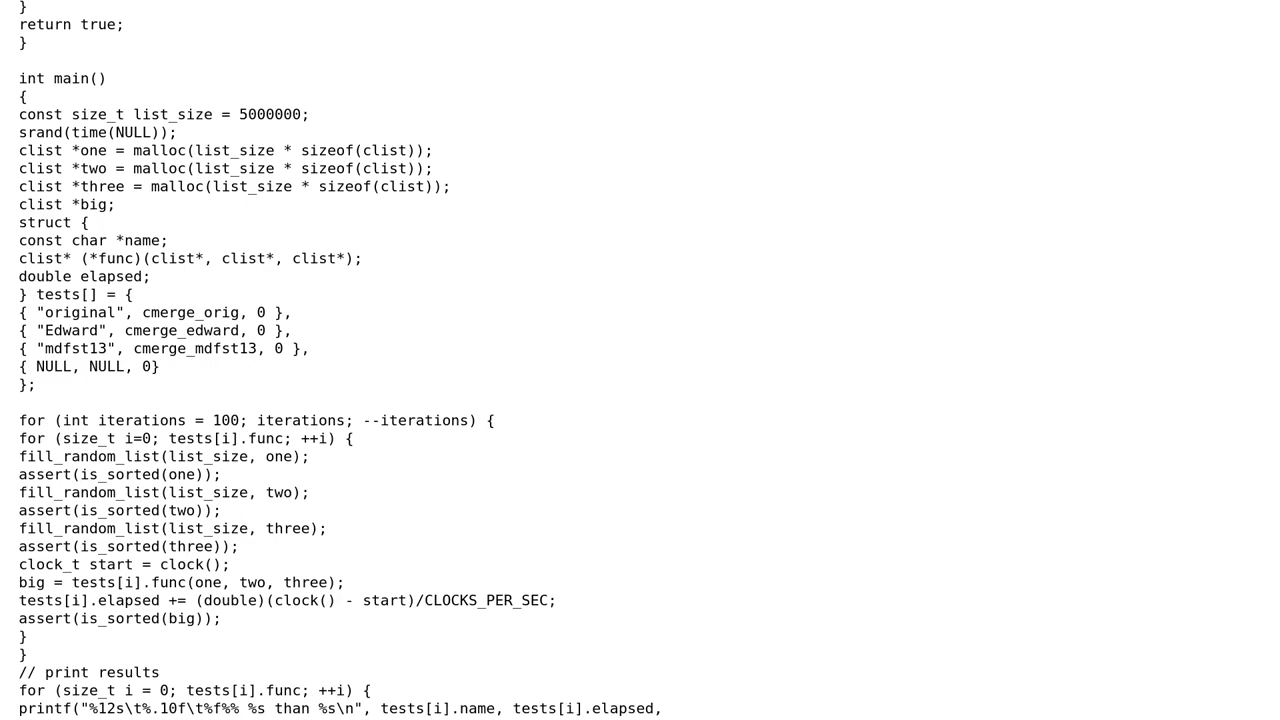 }
return true;
}

int main()
{
const size_t list_size = 5000000;
srand(time(NULL));
clist *one = malloc(list_size * sizeof(clist));
clist *two = malloc(list_size * sizeof(clist));
clist *three = malloc(list_size * sizeof(clist));
clist *big;
struct {
const char *name;
clist* (*func)(clist*, clist*, clist*);
double elapsed;
} tests[] = {
{ "original", cmerge_orig, 0 },
{ "Edward", cmerge_edward, 0 },
{ "mdfst13", cmerge_mdfst13, 0 },
{ NULL, NULL, 0}
};

for (int iterations = 100; iterations; --iterations) {
for (size_t i=0; tests[i].func; ++i) {
fill_random_list(list_size, one);
assert(is_sorted(one));
fill_random_list(list_size, two);
assert(is_sorted(two));
fill_random_list(list_size, three);
assert(is_sorted(three));
clock_t start = clock();
big = tests[i].func(one, two, three);
tests[i].elapsed += (double)(clock() - start)/CLOCKS_PER_SEC;
assert(is_sorted(big));
}
}
// print results
for (size_t i = 0; tests[i].func; ++i) {
printf("%12s\t%.10f\t%f%% %s than %s\n", tests[i].name, tests[i].elapsed,